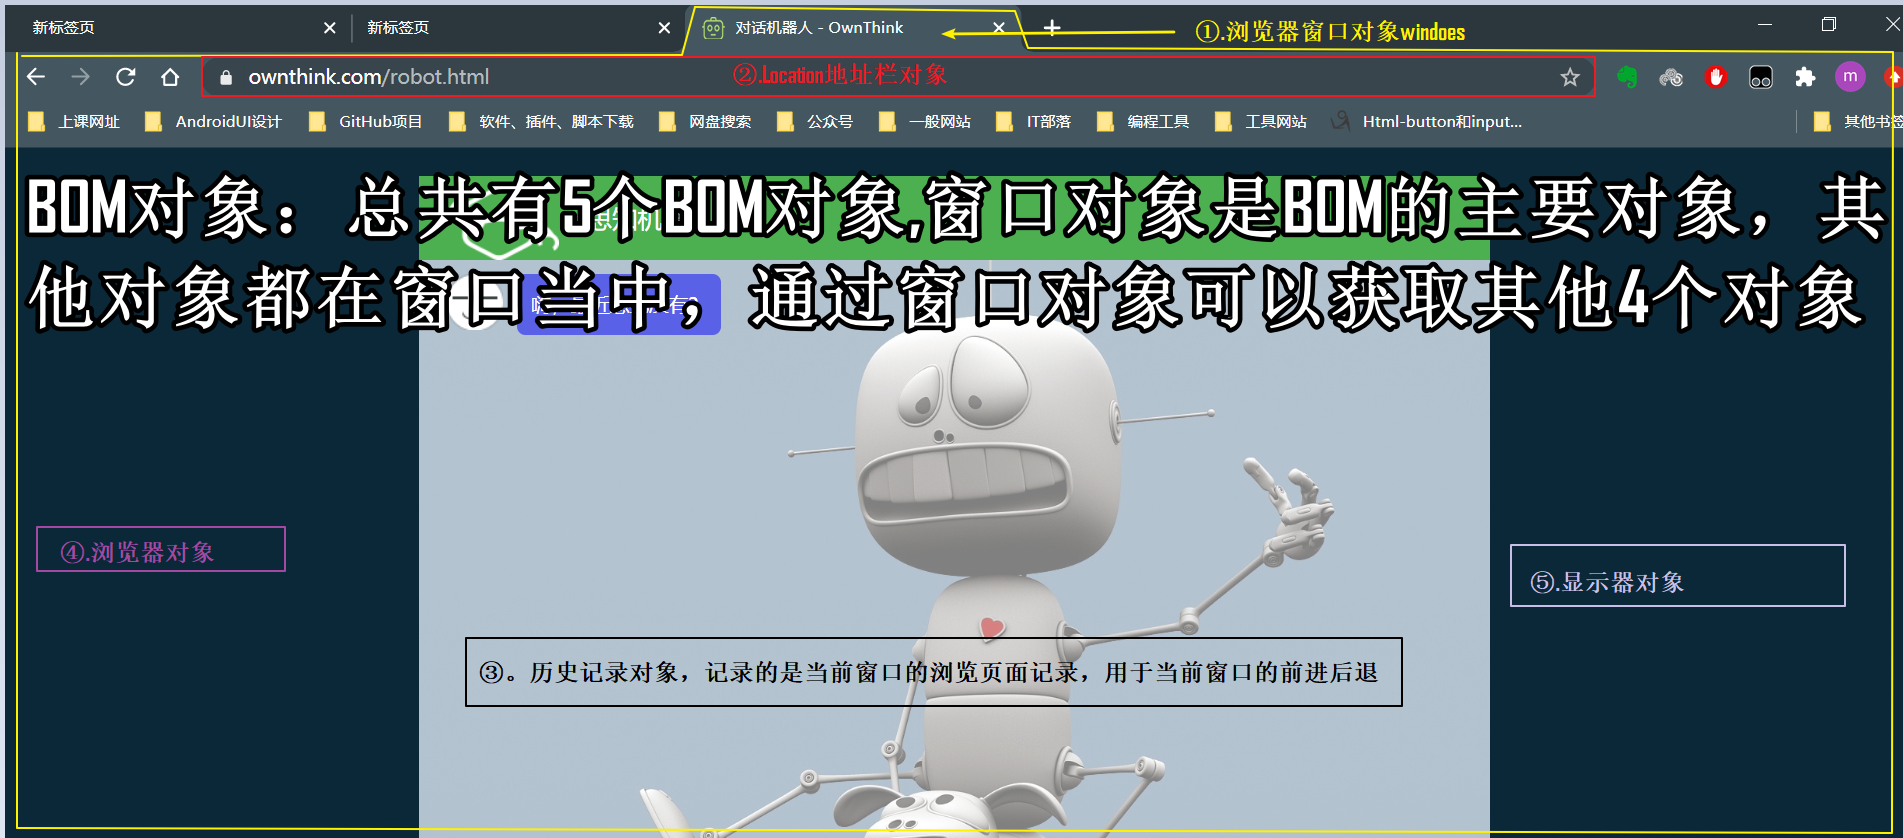 新标签页
新标签页
对话机器人 - OwnThink
①.浏览器窗口对象windoes
ownthink.com/robot.html
②.Location地址栏对象
m
上课网址
AndroidUI设计
GitHub项目
软件、插件、脚本下载
网盘搜索
公众号
一般网站
IT部落
编程工具
工具网站
Html-button和input...
其他书签
BOM对象：总共有5个BOM对象,窗口对象是BOM的主要对象，其
他对象都在窗口当中，通过窗口对象可以获取其他4个对象
④.浏览器对象
⑤.显示器对象
③。历史记录对象，记录的是当前窗口的浏览页面记录，用于当前窗口的前进后退